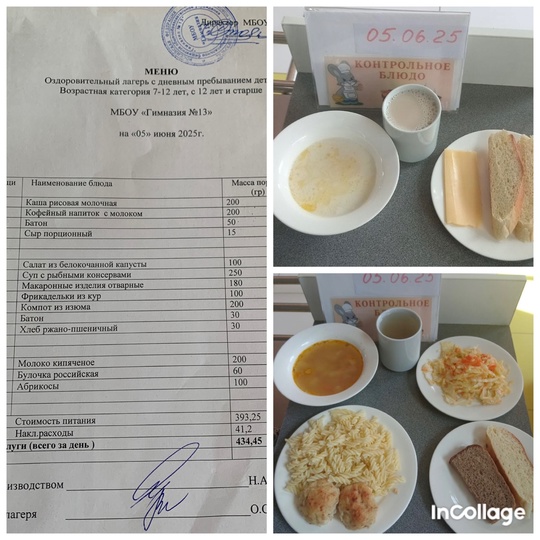 Директор МБОУ
МЕНЮ
Оздоровительный лагерь с дневным пребыванием дет
Возрастная категория 7-12 лет, с 12 лет и старше
МБОУ «Гимназия №13»
на «05» июня 2025г.
Наименование блюда Масса пор
(гр)
Каша рисовая молочная 200
Кофейный напиток с молоком 200
Батон 50
Сыр порционный 15
Салат из белокочанной капусты 100
Суп с рыбными консервами 250
Макаронные изделия отварные 180
Фрикадельки из кур 100
Компот из изюма 200
Батон 30
Хлеб ржано-пшеничный 30
Молоко кипяченое 200
Булочка российская 60
Абрикосы 100
Стоимость питания 393,25
Накл.расходы 41,2
луги (всего за день ) 434,45
изводством Н.А
лагеря О.С
05.06.25
КОНТРОЛЬНОЕ
БЛЮДО
05.06.25
КОНТРОЛЬНОЕ
InCollage